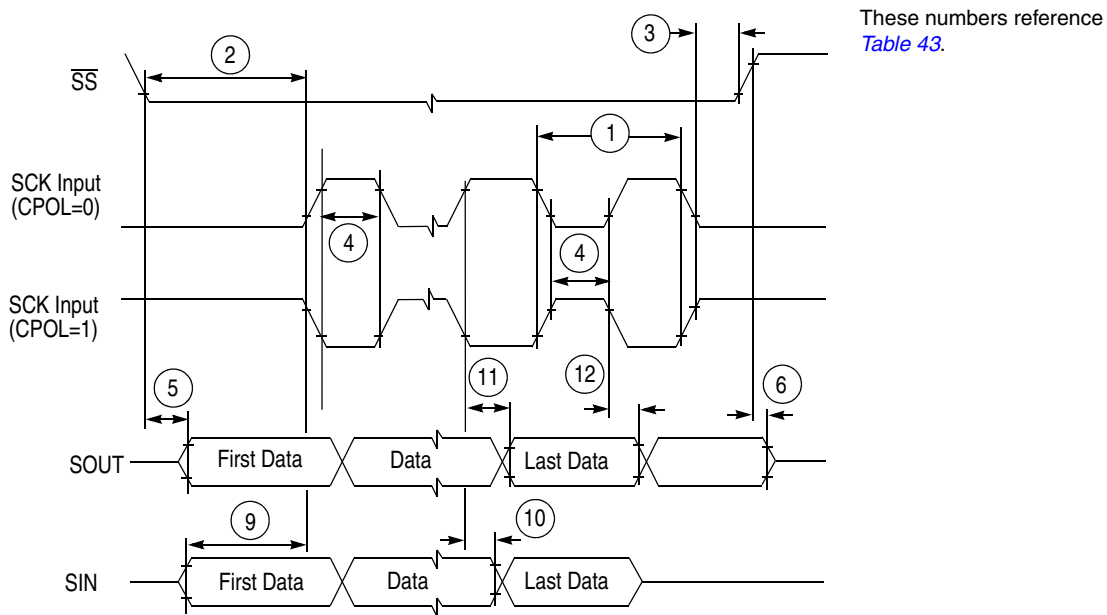 These numbers reference
Table 43.
3
2
SS
1
SCK Input
(CPOL=0)
4
4
SCK Input
(CPOL=1)
5
11
12
6
SOUT
First Data
Data
Last Data
9
10
SIN
First Data
Data
Last Data